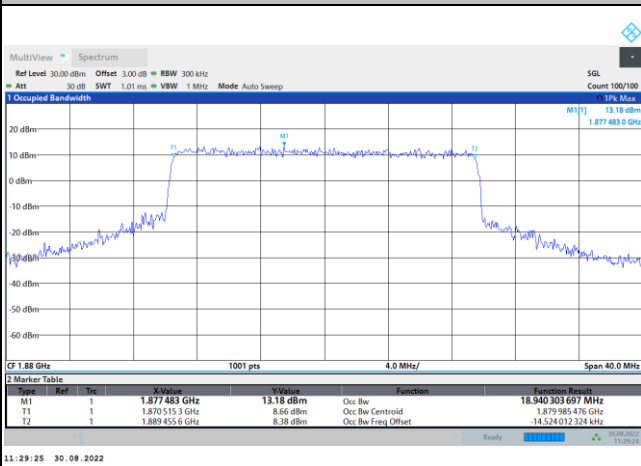 MultiView Spectrum
Ref Level 30.00 dBm Offset 3.00 dB RBW 300 kHz SGL
Att 30 dB SWT 1.01 ms VBW 1 MHz Mode Auto Sweep Count 100/100
1 Occupied Bandwidth 1Pk Max
M1[1] 13.18 dBm
1.877 483 0 GHz
20 dBm
M1
T1 T2
10 dBm
0 dBm
-10 dBm
-20 dBm
-30 dBm
-40 dBm
-50 dBm
-60 dBm
CF 1.88 GHz 1001 pts 4.0 MHz/ Span 40.0 MHz
2 Marker Table
Type Ref Trc X-Value Y-Value Function Function Result
M1 1 1.877483 GHz 13.18 dBm Occ Bw 18.940 303 697 MHz
T1 1 1.870 515 3 GHz 8.66 dBm Occ Bw Centroid 1.879 985 476 GHz
T2 1 1.889 455 6 GHz 8.38 dBm Occ Bw Freq Offset -14.524 012 324 kHz
Ready 30.08.2022
11:29:24
11:29:25 30.08.2022